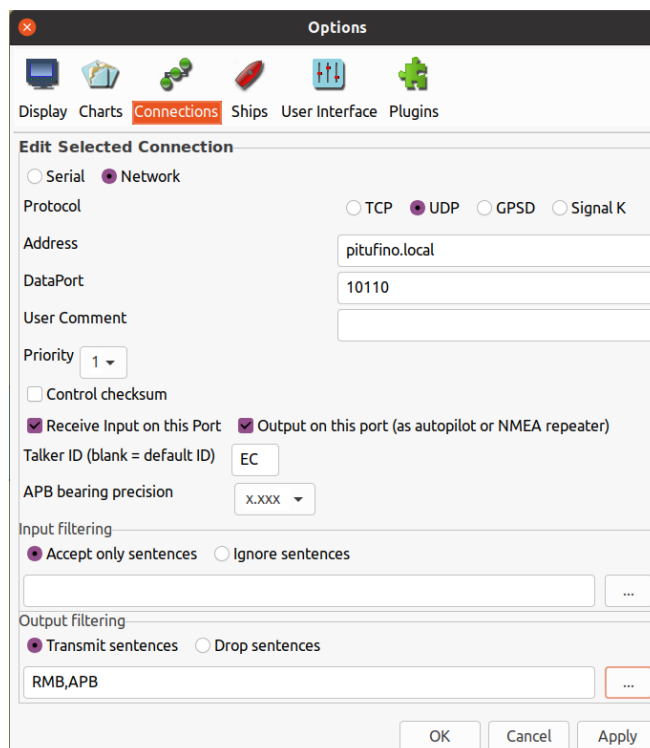 Options
Display Charts Connections Ships User Interface Plugins
Edit Selected Connection
Serial Network
Protocol TCP UDP GPSD Signal K
Address pitufino.local
DataPort 10110
User Comment
Priority 1
Control checksum
Receive Input on this Port Output on this port (as autopilot or NMEA repeater)
Talker ID (blank = default ID) EC
APB bearing precision x.xxx
Input filtering
Accept only sentences Ignore sentences
...
Output filtering
Transmit sentences Drop sentences
RMB,APB ...
OK Cancel Apply